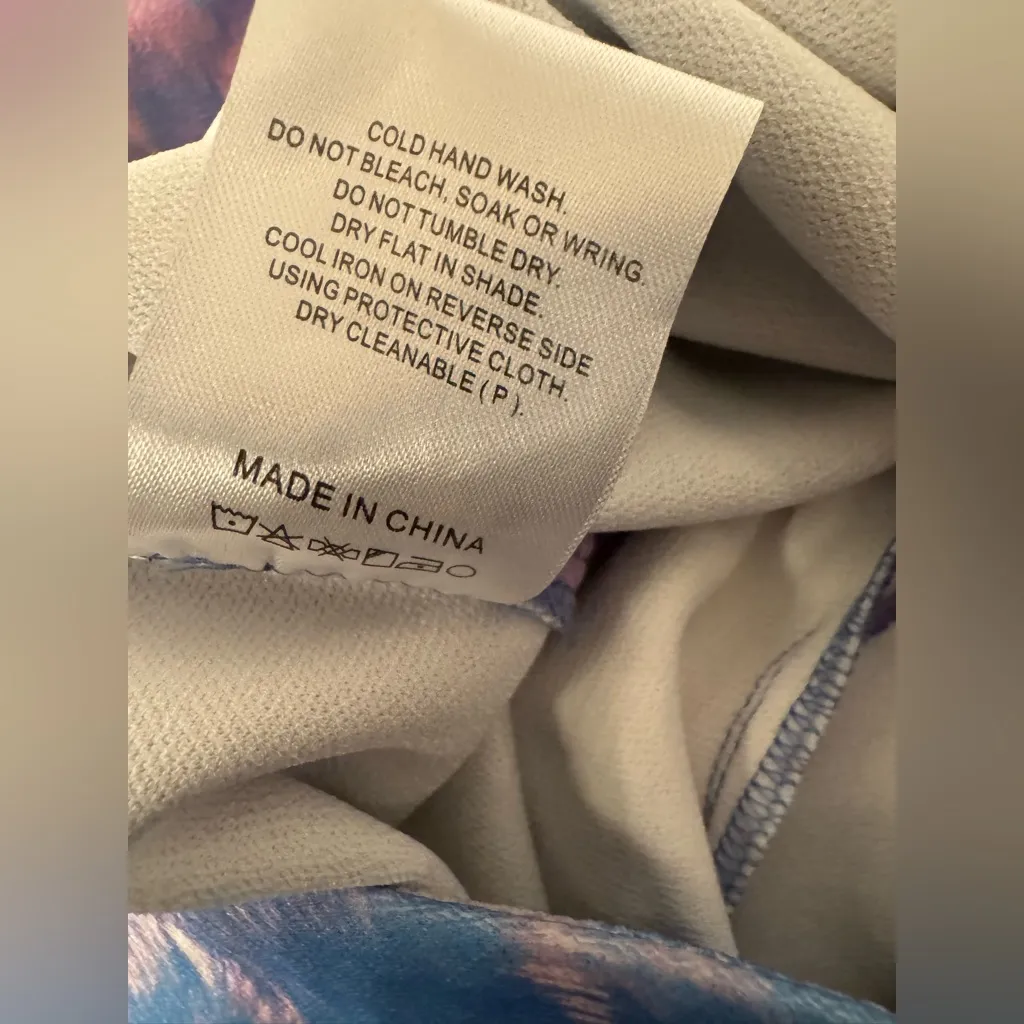 COLD HAND WASH.
DO NOT BLEACH, SOAK OR WRING.
DO NOT TUMBLE DRY.
DRY FLAT IN SHADE.
COOL IRON ON REVERSE SIDE
USING PROTECTIVE CLOTH.
DRY CLEANABLE ( P ).
MADE IN CHINA